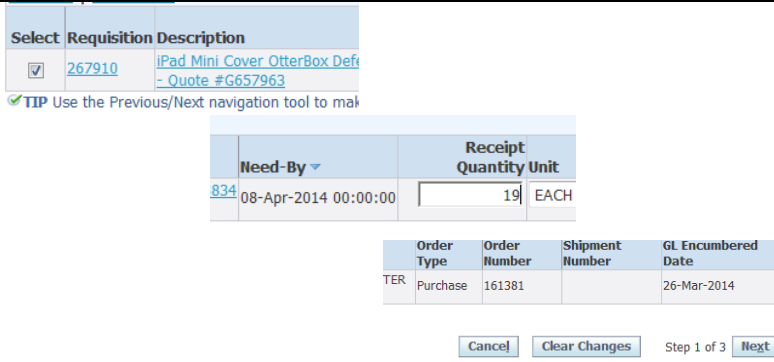 Select Requisition Description
267910 iPad Mini Cover OtterBox Defe
- Quote #G657963
TIP Use the Previous/Next navigation tool to mak
Receipt
Need-By Quantity Unit
834 08-Apr-2014 00:00:00 19 EACH
Order Order Shipment GL Encumbered
Type Number Number Date
TER Purchase 161381 26-Mar-2014
Cancel Clear Changes Step 1 of 3 Next